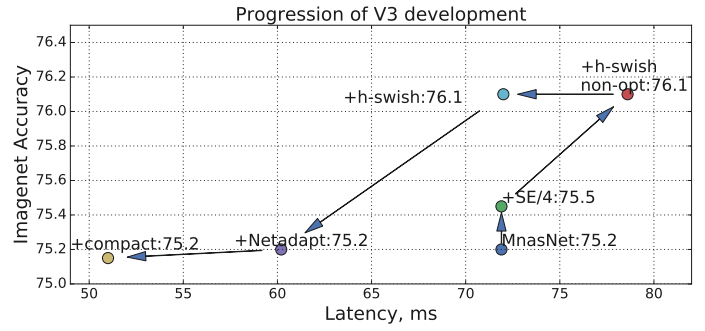 Progression of V3 development
Imagenet Accuracy
76.4
76.2
76.0
75.8
75.6
75.4
75.2
75.0
+h-swish
non-opt:76.1
+h-swish:76.1
+SE/4:75.5
+compact:75.2
+Netadapt:75.2
MnasNet:75.2
50
55
60
65
70
75
80
Latency, ms